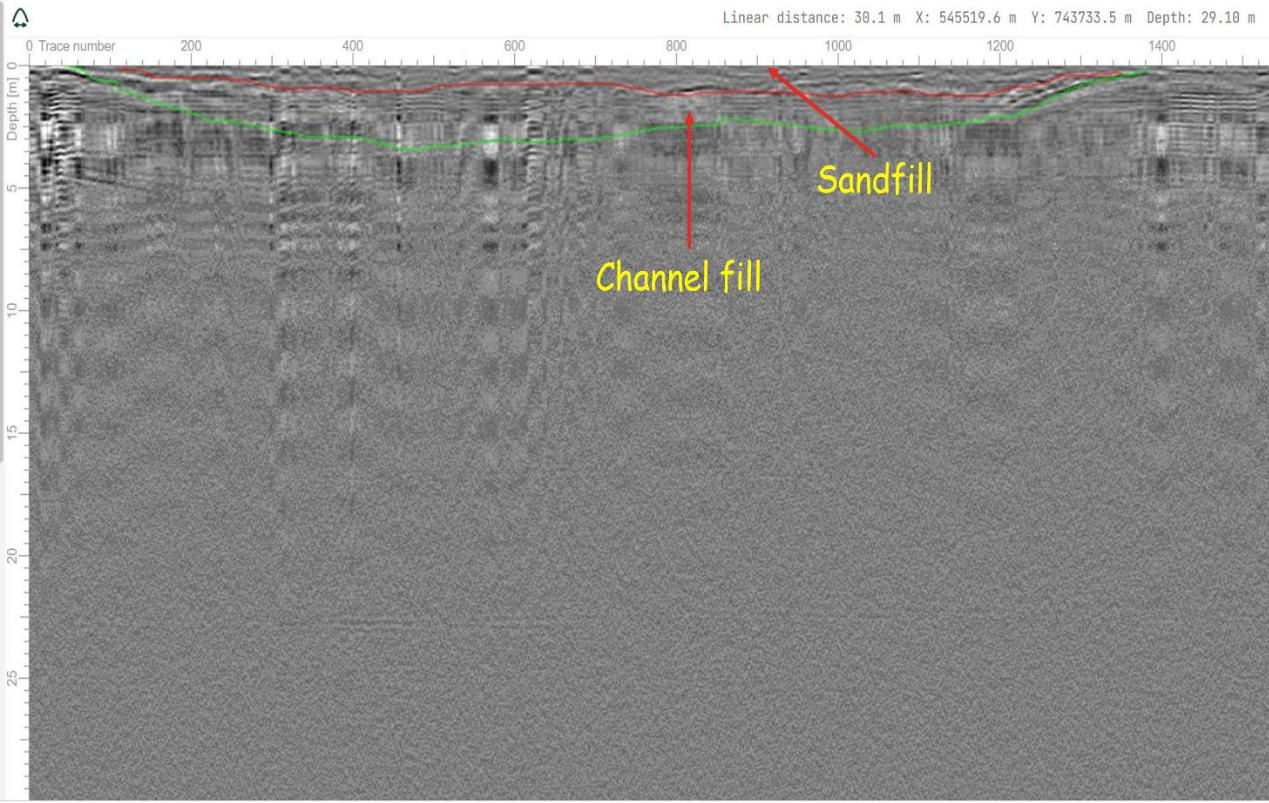 Linear distance: 30.1 m X: 545519.6 m Y: 743733.5 m Depth: 29.10 m
0 Trace number 200 400 600 800 1000 1200 1400
Depth [m]
0
5
10
15
20
25
Sandfill
Channel fill